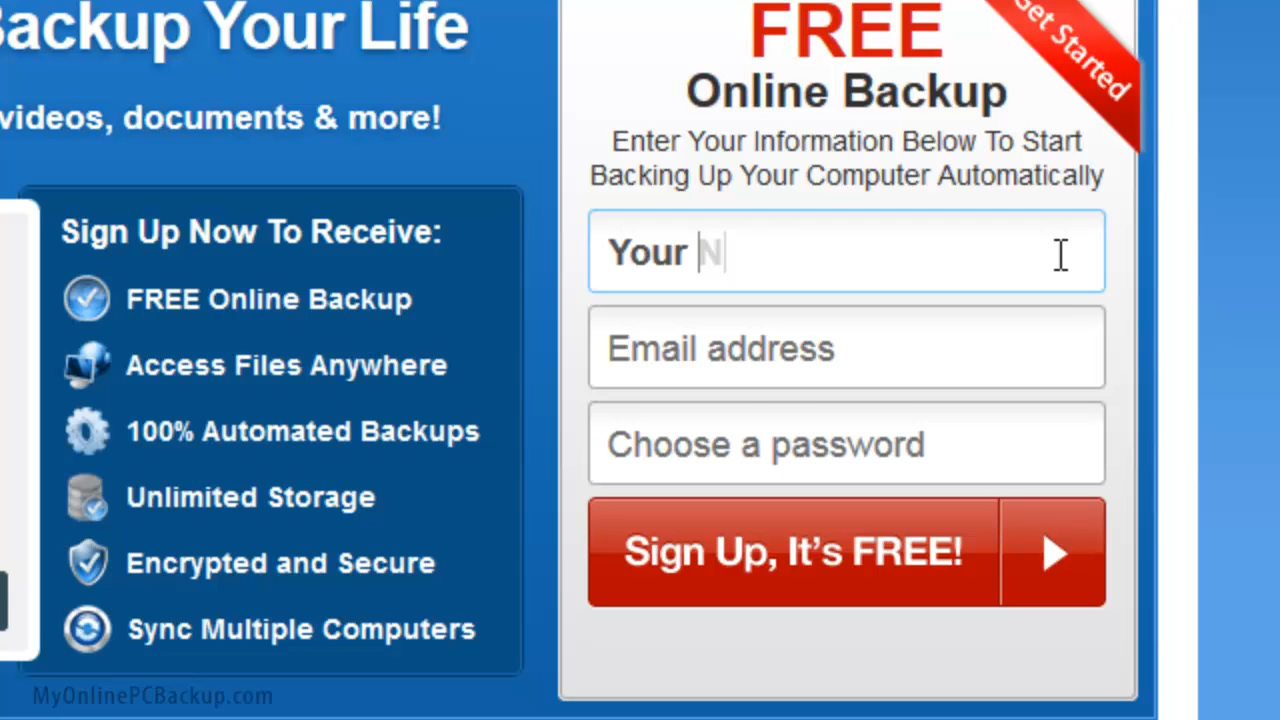 Backup Your Life
videos, documents & more!
Sign Up Now To Receive:
FREE Online Backup
Access Files Anywhere
100% Automated Backups
Unlimited Storage
Encrypted and Secure
Sync Multiple Computers
MyOnlinePCBackup.com
Get Started
FREE
Online Backup
Enter Your Information Below To Start
Backing Up Your Computer Automatically
Your N
Email address
Choose a password
Sign Up, It's FREE!